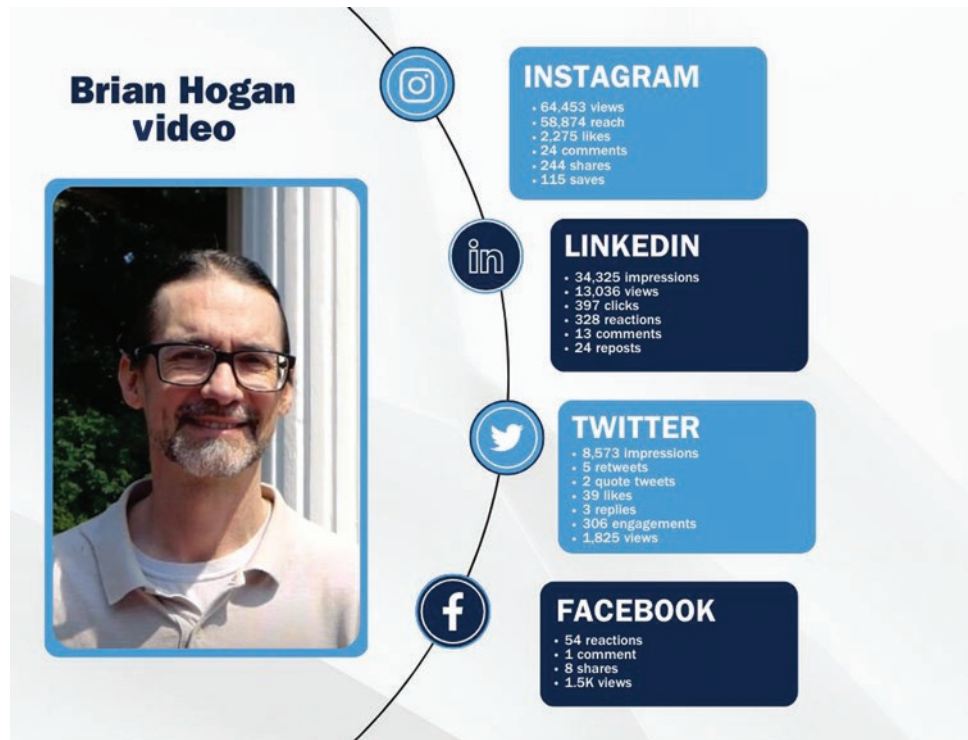 Brian Hogan
video
INSTAGRAM
• 64,453 views
• 58,874 reach
• 2,275 likes
• 24 comments
• 244 shares
• 115 saves
in
LINKEDIN
• 34,325 impressions
• 13,036 views
• 397 clicks
• 328 reactions
• 13 comments
• 24 reposts
TWITTER
• 8,573 impressions
• 5 retweets
• 2 quote tweets
• 39 likes
• 3 replies
• 306 engagements
• 1,825 views
f
FACEBOOK
• 54 reactions
• 1 comment
• 8 shares
• 1.5K views